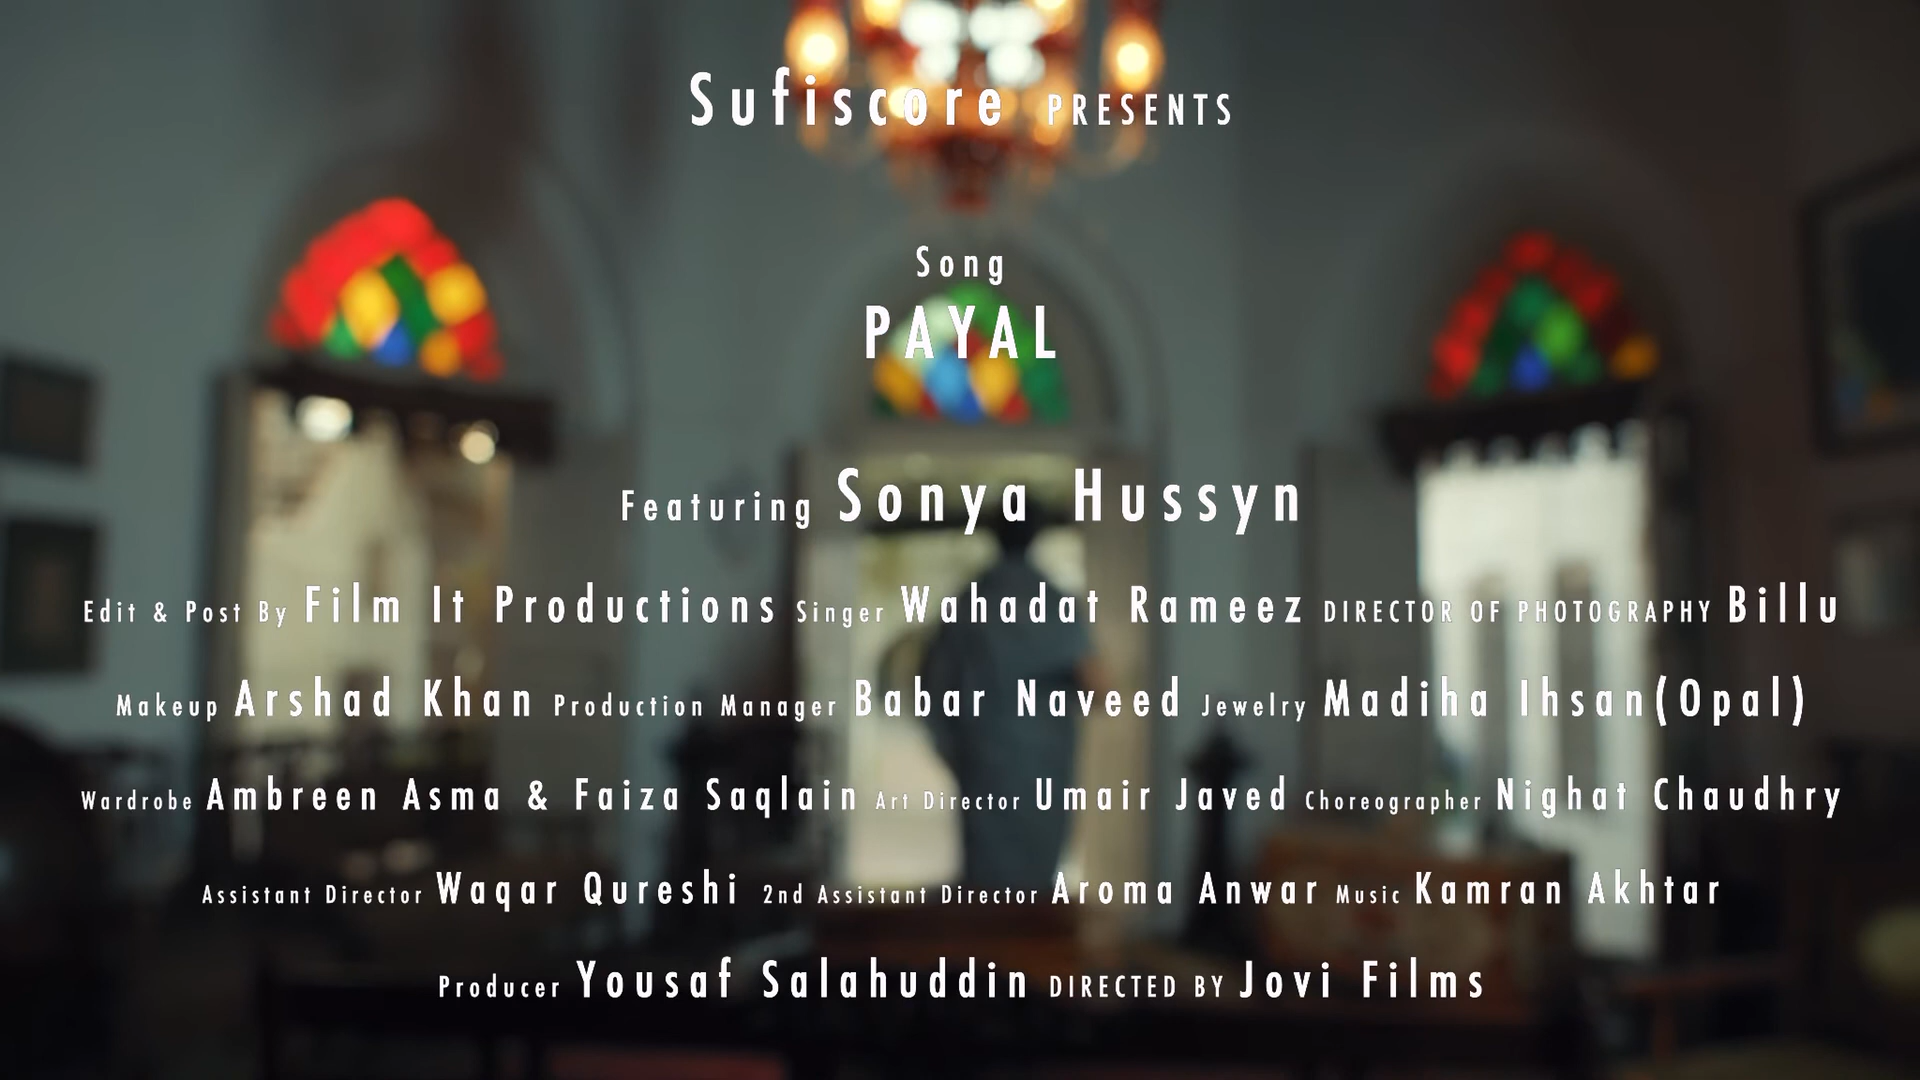 Sufiscore PRESENTS
Song
PAYAL
Featuring Sonya Hussyn
Edit & Post By Film It Productions Singer Wahadat Rameez DIRECTOR OF PHOTOGRAPHY Billu
Makeup Arshad Khan Production Manager Babar Naveed Jewelry Madiha Ihsan(Opal)
Wardrobe Ambreen Asma & Faiza Saqlain Art Director Umair Javed Choreographer Nighat Chaudhry
Assistant Director Waqar Qureshi 2nd Assistant Director Aroma Anwar Music Kamran Akhtar
Producer Yousaf Salahuddin DIRECTED BY Jovi Films